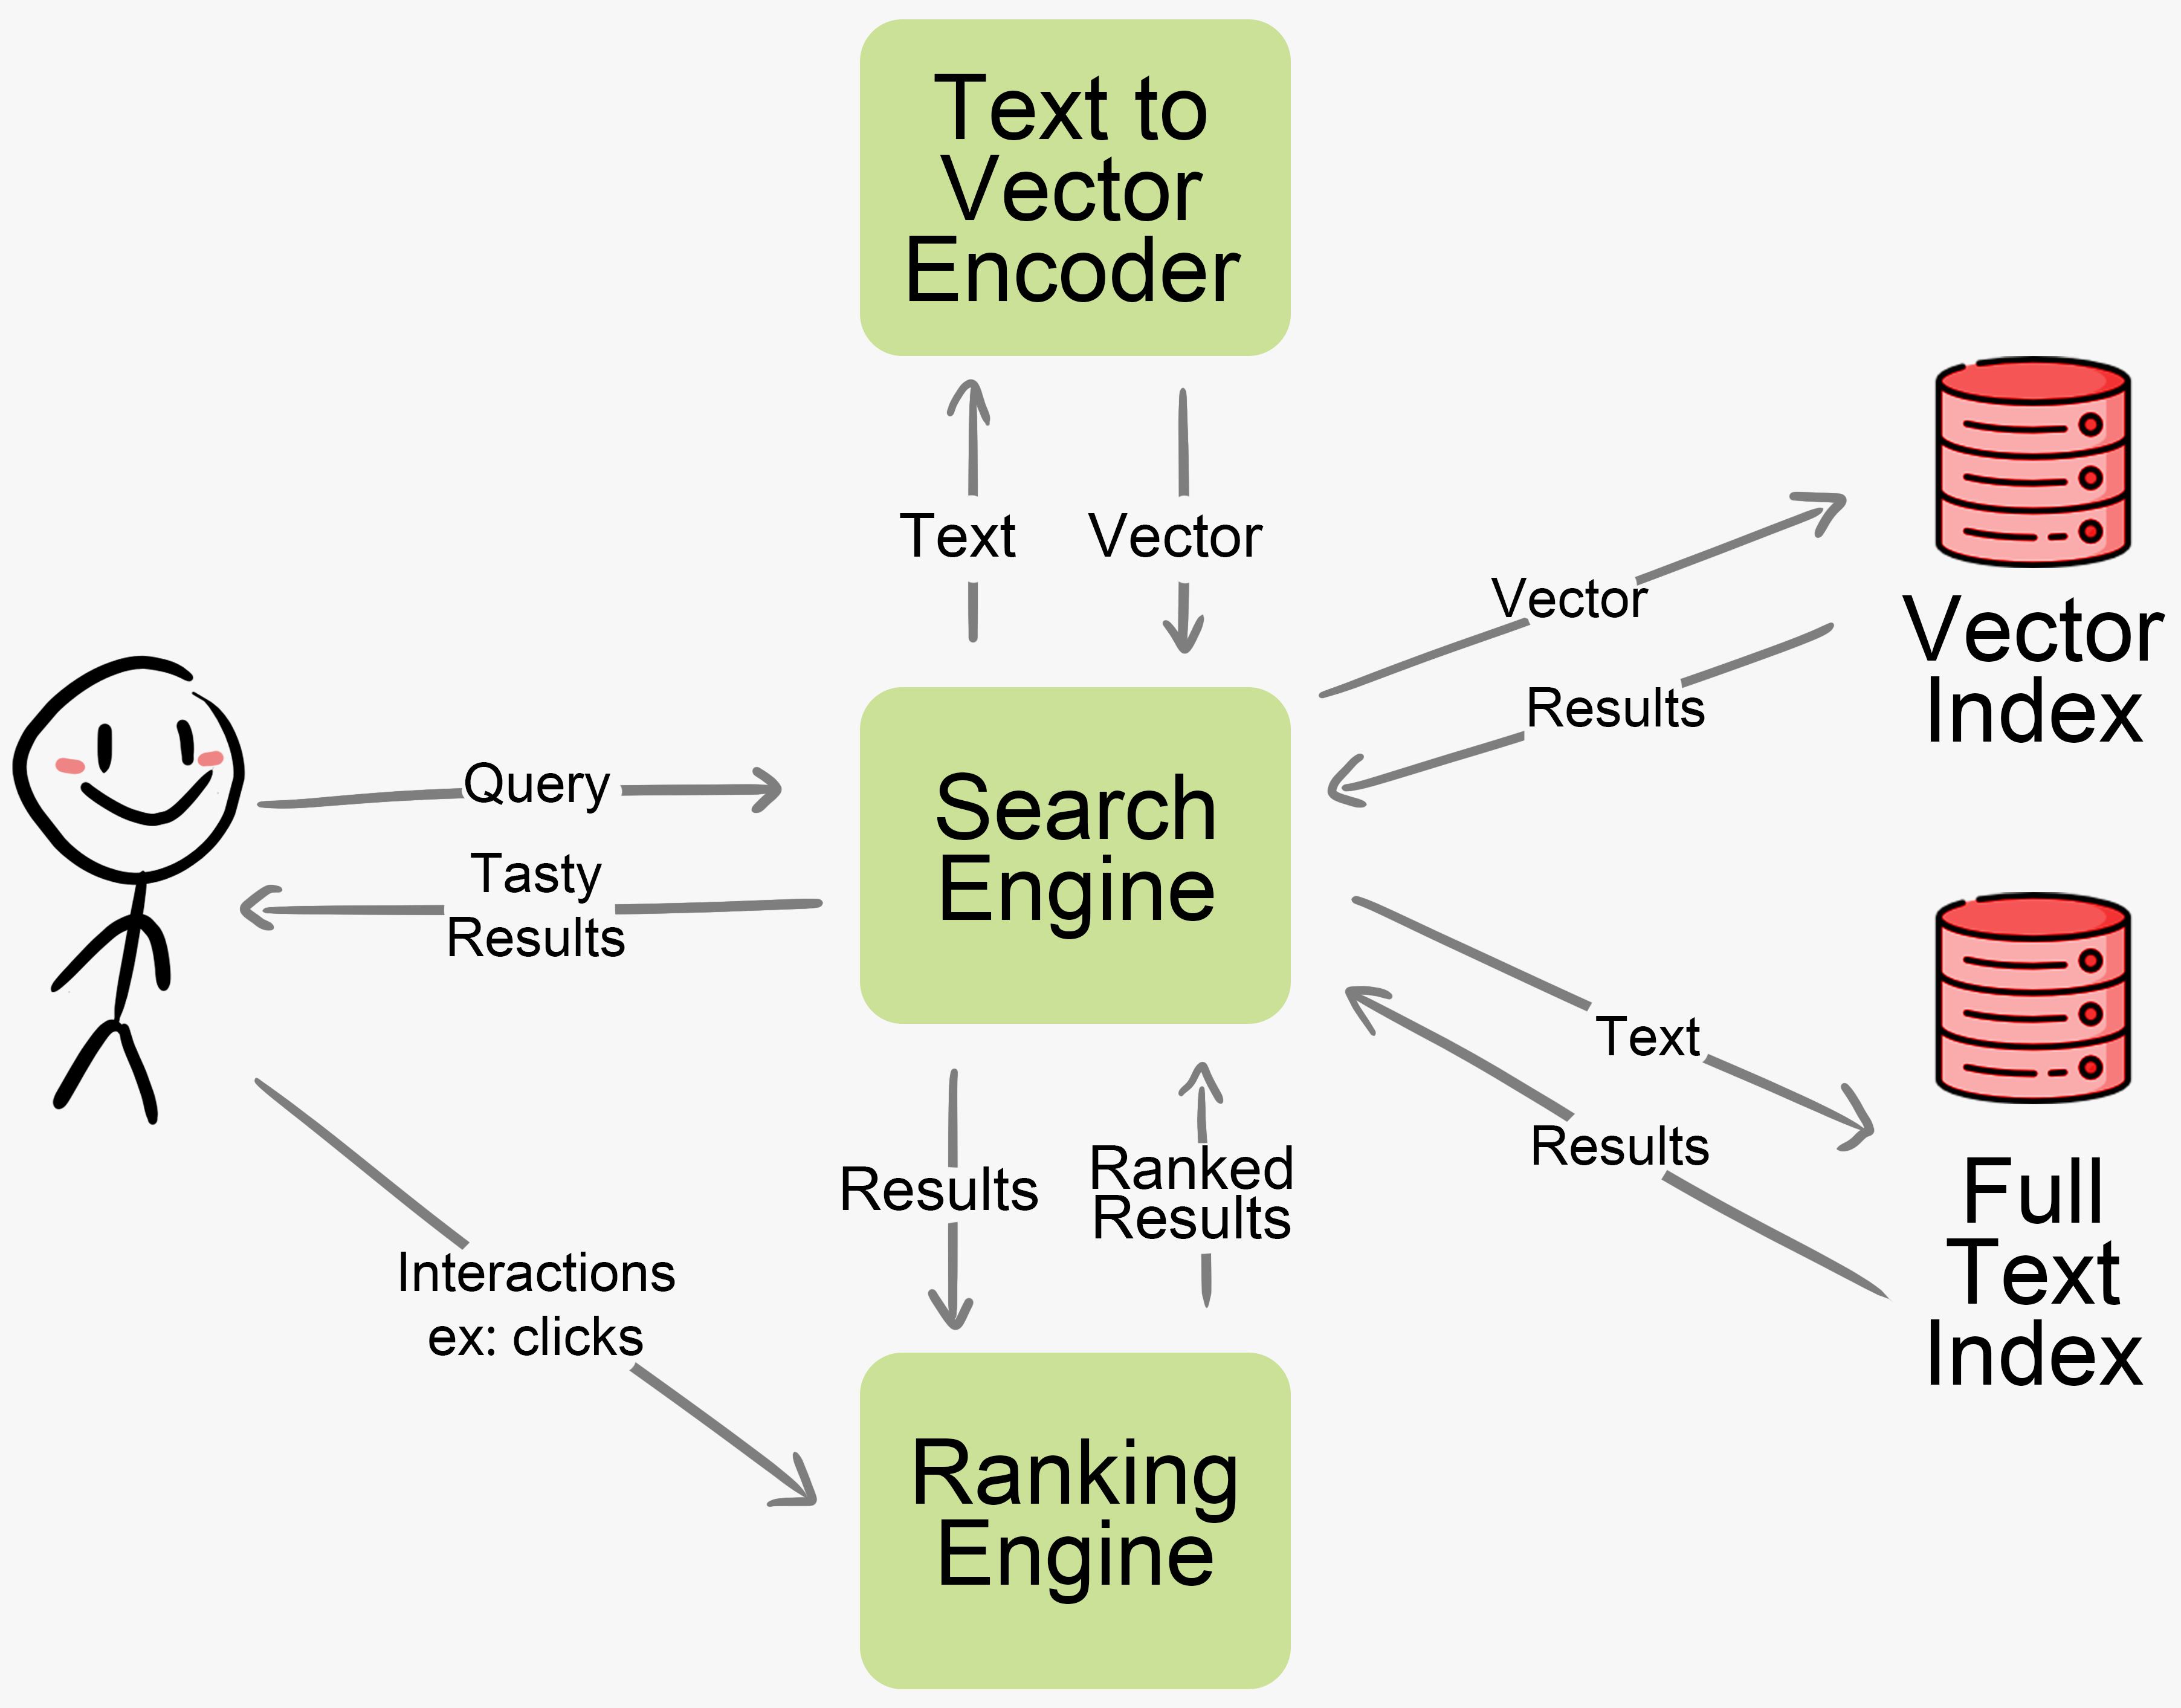 Text to
Vector
Encoder
Text
Vector
Vector
Results
Vector
Index
Query
Tasty
Results
Search
Engine
Text
Results
Full
Text
Index
Results
Ranked
Results
Interactions
ex: clicks
Ranking
Engine